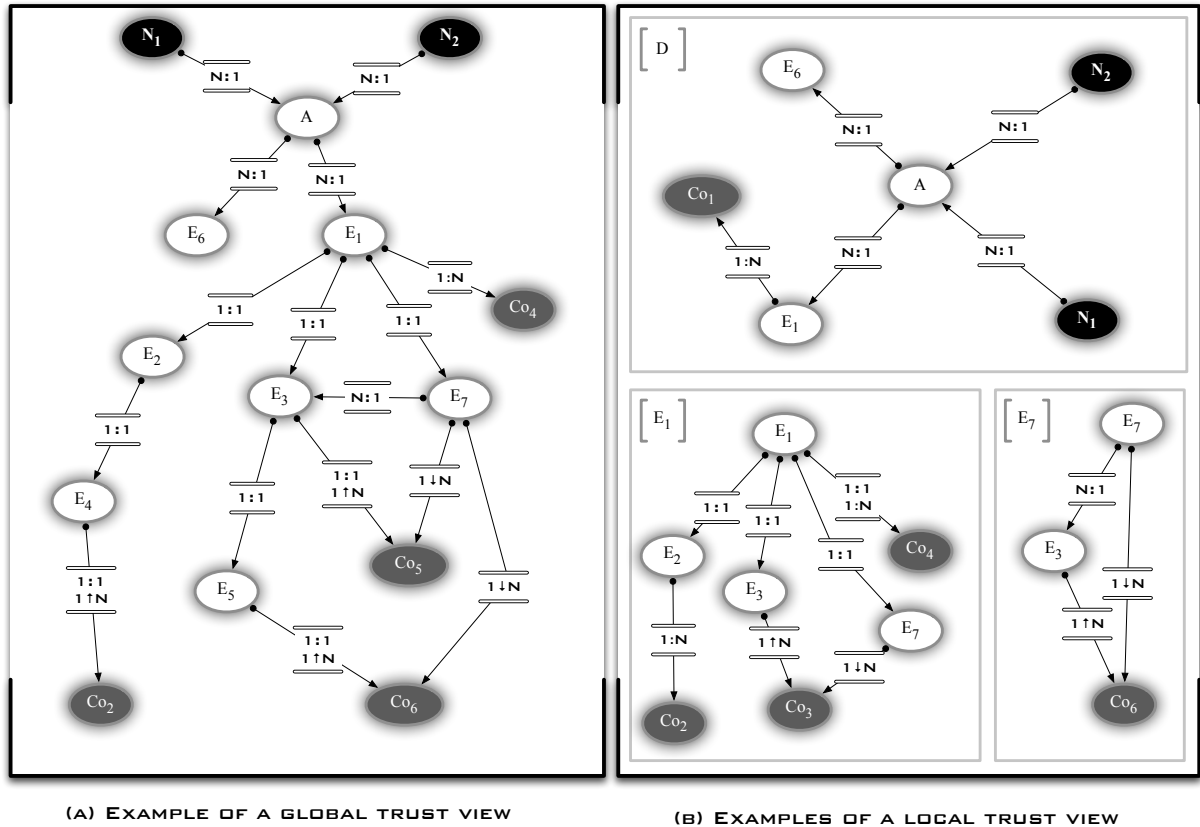 N1
N2
N:1
N:1
A
N:1
N:1
E6
E1
1:1
1:1
1:1
1:N
Co4
E2
E3
N:1
E7
1:1
1:1
1:1
1↑N
1↓N
E4
Co5
1:1
1↑N
E5
1↓N
1:1
1↑N
Co2
Co6
(A) EXAMPLE OF A GLOBAL TRUST VIEW
[D]
E6
N2
N:1
N:1
A
Co1
1:N
N:1
N:1
E1
N1
[E1]
E1
1:1
1:1
1:1
1:1
1:N
E2
Co4
E3
E7
1:N
1↑N
1↓N
Co2
Co3
[E7]
E7
N:1
E3
1↓N
1↑N
Co6
(B) EXAMPLES OF A LOCAL TRUST VIEW